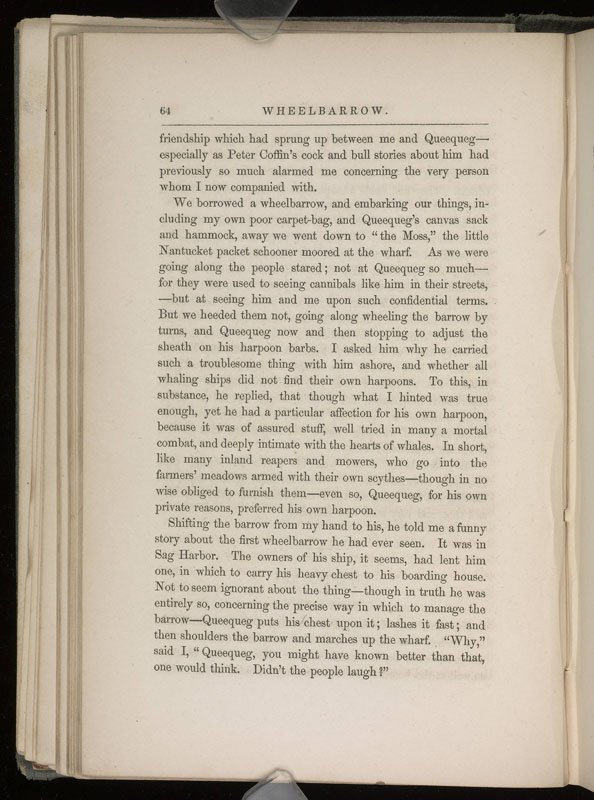 64 WHEELBARROW.
friendship which had sprung up between me and Queequeg—
especially as Peter Coffin's cock and bull stories about him had
previously so much alarmed me concerning the very person
whom I now companied with.
We borrowed a wheelbarrow, and embarking our things, in-
cluding my own poor carpet-bag, and Queequeg's canvas sack
and hammock, away we went down to "the Moss," the little
Nantucket packet schooner moored at the wharf. As we were
going along the people stared; not at Queequeg so much—
for they were used to seeing cannibals like him in their streets,
—but at seeing him and me upon such confidential terms.
But we heeded them not, going along wheeling the barrow by
turns, and Queequeg now and then stopping to adjust the
sheath on his harpoon barbs. I asked him why he carried
such a troublesome thing with him ashore, and whether all
whaling ships did not find their own harpoons. To this, in
substance, he replied, that though what I hinted was true
enough, yet he had a particular affection for his own harpoon,
because it was of assured stuff, well tried in many a mortal
combat, and deeply intimate with the hearts of whales. In short,
like many inland reapers and mowers, who go into the
farmers' meadows armed with their own scythes—though in no
wise obliged to furnish them—even so, Queequeg, for his own
private reasons, preferred his own harpoon.
Shifting the barrow from my hand to his, he told me a funny
story about the first wheelbarrow he had ever seen. It was in
Sag Harbor. The owners of his ship, it seems, had lent him
one, in which to carry his heavy chest to his boarding house.
Not to seem ignorant about the thing—though in truth he was
entirely so, concerning the precise way in which to manage the
barrow—Queequeg puts his chest upon it; lashes it fast; and
then shoulders the barrow and marches up the wharf. "Why,"
said I, "Queequeg, you might have known better than that,
one would think. Didn't the people laugh?"